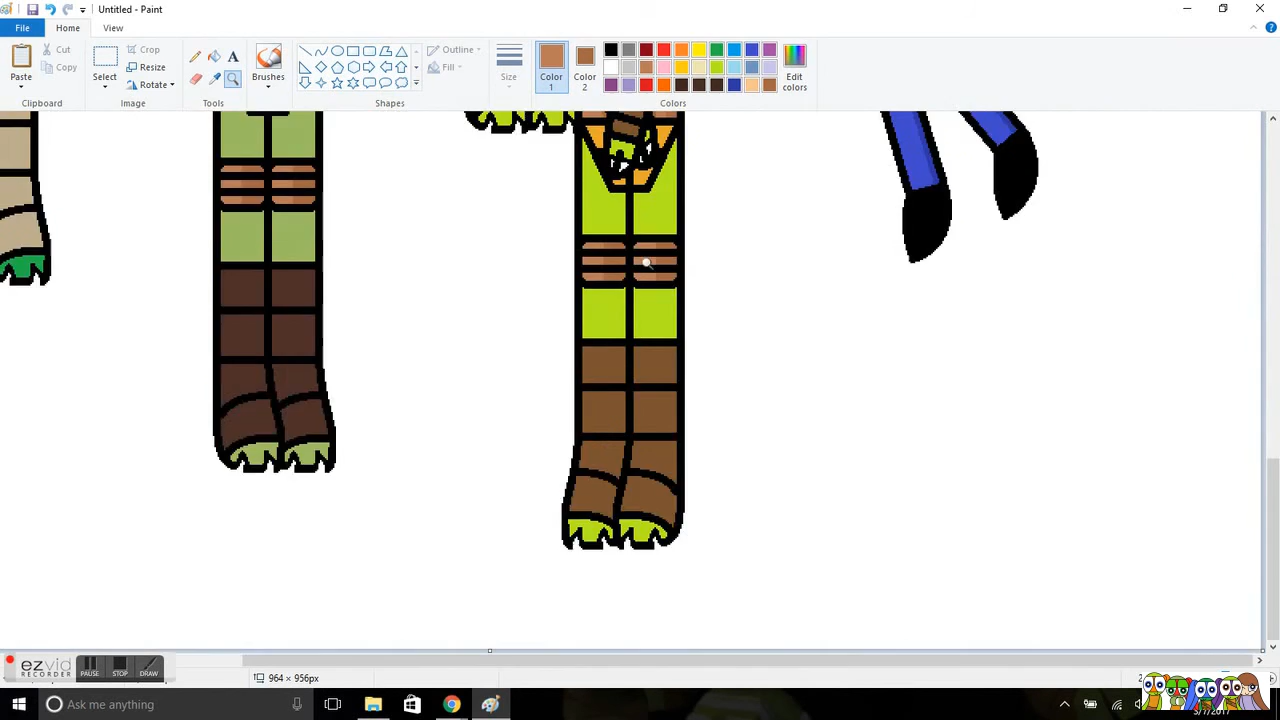 Untitled - Paint
File
Home
View
Paste
Cut
Copy
Clipboard
Select
Crop
Resize
Rotate
Image
Tools
Brushes
Shapes
Outline
Fill
Size
Color 1
Color 2
Edit colors
Colors
ezvid
RECORDER
PAUSE
STOP
DRAW
964 × 956px
Ask me anything